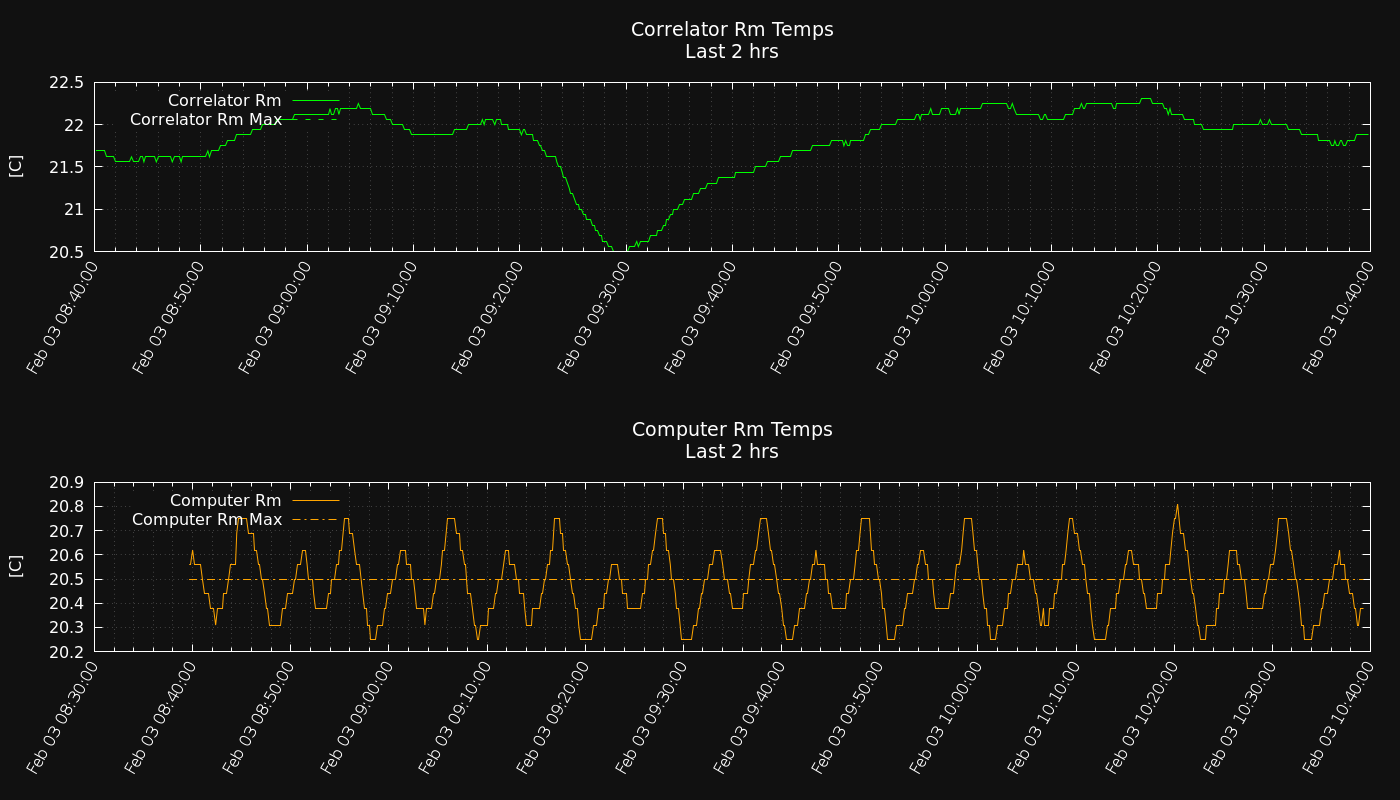 Correlator Rm Temps
Last 2 hrs
22.5
22
21.5
21
20.5
[C]
Correlator Rm
Correlator Rm Max
Feb 03 08:40:00
Feb 03 08:50:00
Feb 03 09:00:00
Feb 03 09:10:00
Feb 03 09:20:00
Feb 03 09:30:00
Feb 03 09:40:00
Feb 03 09:50:00
Feb 03 10:00:00
Feb 03 10:10:00
Feb 03 10:20:00
Feb 03 10:30:00
Feb 03 10:40:00
Computer Rm Temps
Last 2 hrs
20.9
20.8
20.7
20.6
20.5
20.4
20.3
20.2
[C]
Computer Rm
Computer Rm Max
Feb 03 08:30:00
Feb 03 08:40:00
Feb 03 08:50:00
Feb 03 09:00:00
Feb 03 09:10:00
Feb 03 09:20:00
Feb 03 09:30:00
Feb 03 09:40:00
Feb 03 09:50:00
Feb 03 10:00:00
Feb 03 10:10:00
Feb 03 10:20:00
Feb 03 10:30:00
Feb 03 10:40:00